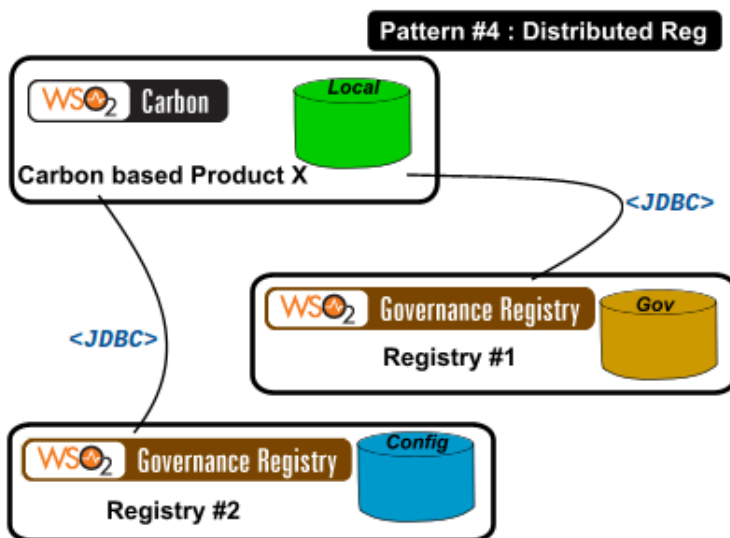 Pattern #4 : Distributed Reg
WSO2 Carbon
Local
Carbon based Product X
<JDBC>
WSO2 Governance Registry
Gov
Registry #1
<JDBC>
WSO2 Governance Registry
Config
Registry #2